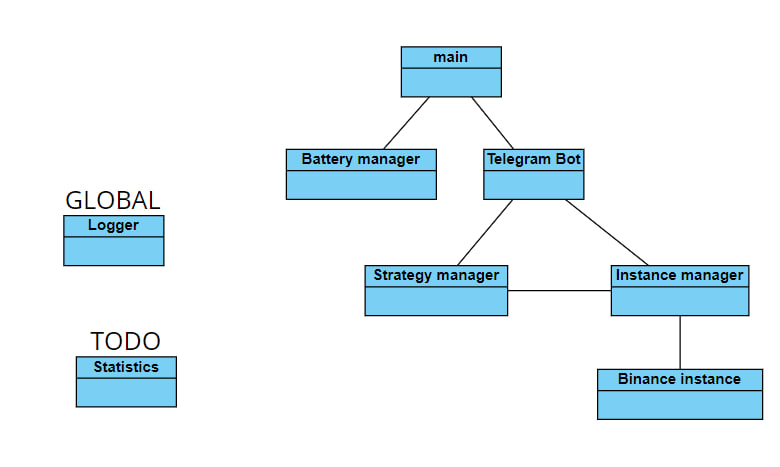 main
Battery manager
Telegram Bot
GLOBAL
Logger
Strategy manager
Instance manager
TODO
Statistics
Binance instance